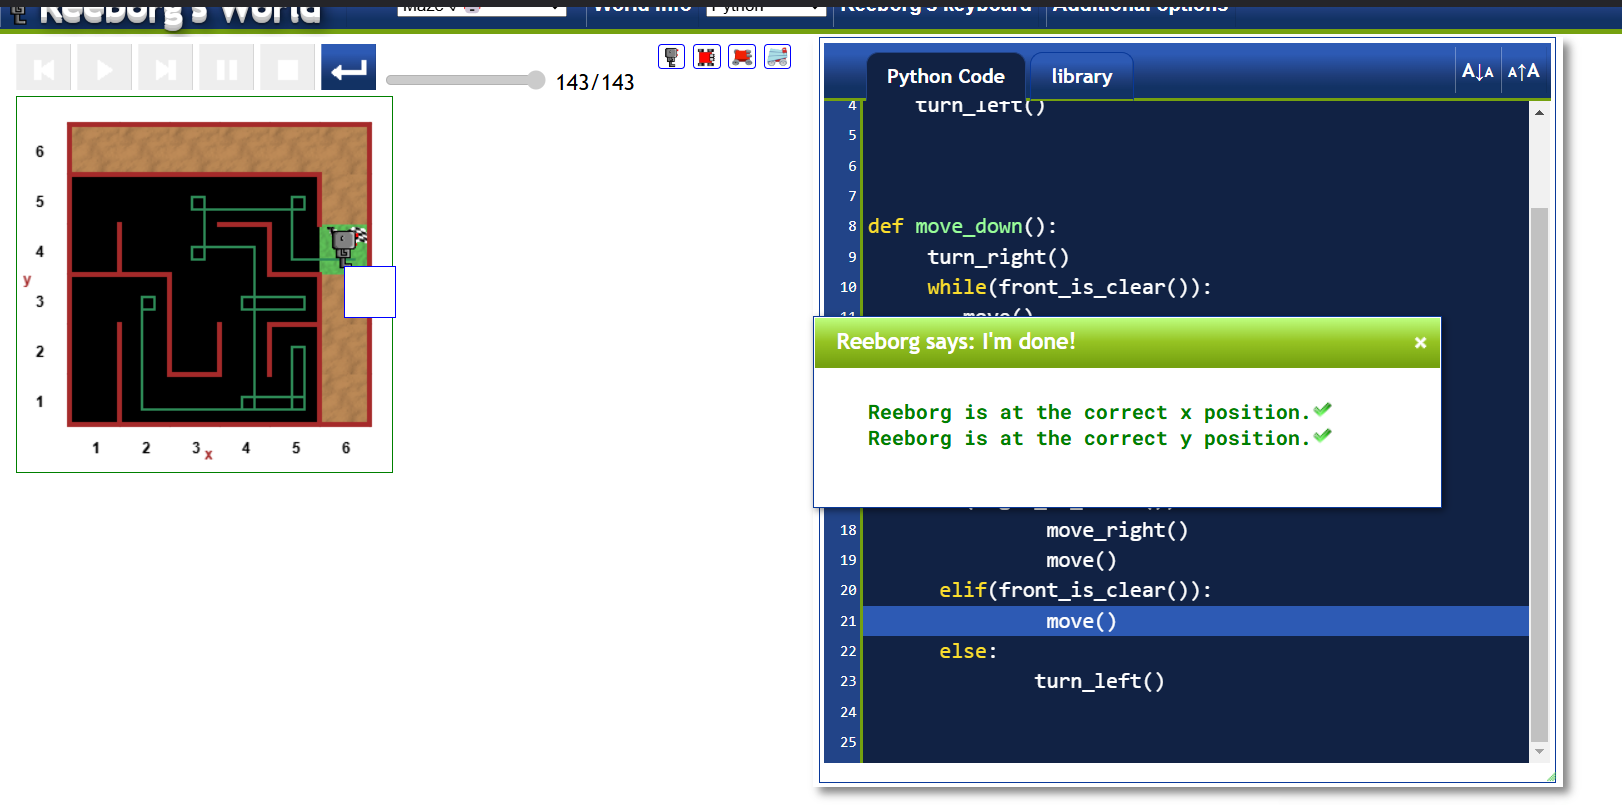 Reeborg's World
Maze
World Info
Python
Reeborg's keyboard
Additional options
143/143
Python Code
library
A↓A
A↑A
6
5
4
y
3
2
1
1 2 3 x 4 5 6
4 turn_left()
5
6
7
8 def move_down():
9 turn_right()
10 while(front_is_clear()):
11 move()
Reeborg says: I'm done!
×
Reeborg is at the correct x position.
Reeborg is at the correct y position.
18 move_right()
19 move()
20 elif(front_is_clear()):
21 move()
22 else:
23 turn_left()
24
25